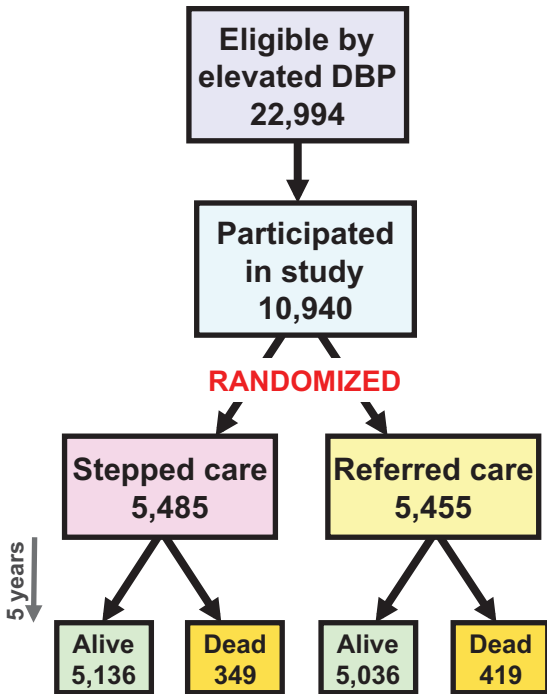 Eligible by
elevated DBP
22,994
Participated
in study
10,940
RANDOMIZED
Stepped care
5,485
Referred care
5,455
5 years
Alive
5,136
Dead
349
Alive
5,036
Dead
419